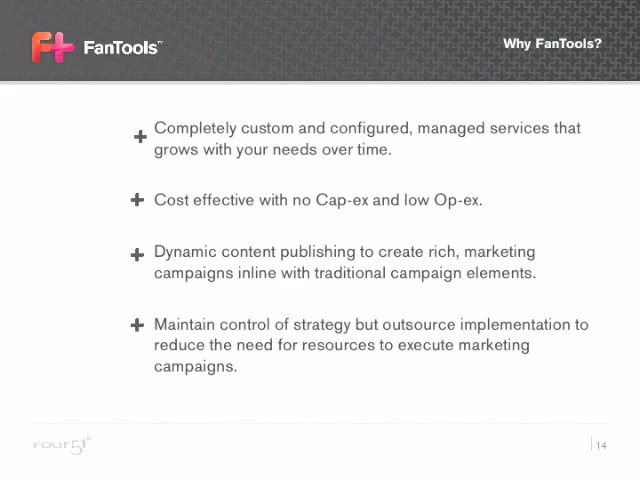 F+ FanTools™
Why FanTools?
Completely custom and configured, managed services that
grows with your needs over time.
Cost effective with no Cap-ex and low Op-ex.
Dynamic content publishing to create rich, marketing
campaigns inline with traditional campaign elements.
Maintain control of strategy but outsource implementation to
reduce the need for resources to execute marketing
campaigns.
FOUR51°
14